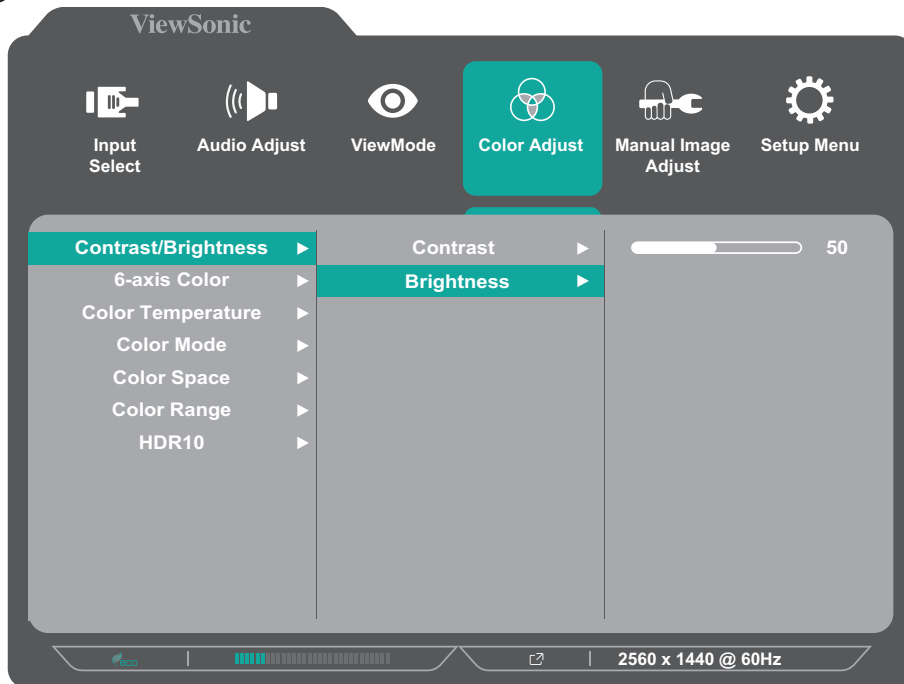 ViewSonic
Input Select
Audio Adjust
ViewMode
Color Adjust
Manual Image Adjust
Setup Menu
Contrast/Brightness
6-axis Color
Color Temperature
Color Mode
Color Space
Color Range
HDR10
Contrast
Brightness
50
eco
2560 x 1440 @ 60Hz